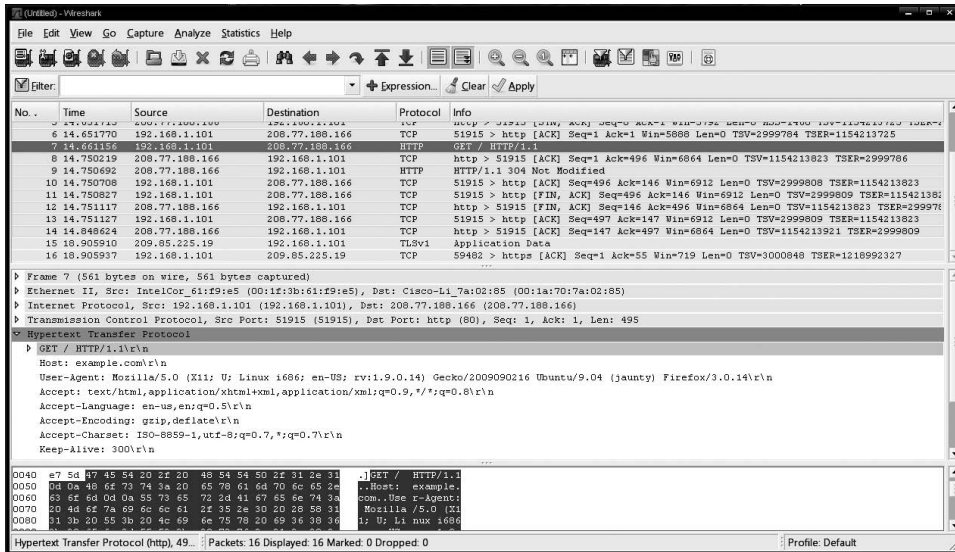 (Untitled) - Wireshark
File Edit View Go Capture Analyze Statistics Help
Filter: Expression... Clear Apply
No. . Time Source Destination Protocol Info
6 14.651770 192.168.1.101 208.77.188.166 TCP 51915 > http [ACK] Seq=1 Ack=1 Win=5888 Len=0 TSV=2999784 TSER=1154213725
7 14.661156 192.168.1.101 208.77.188.166 HTTP GET / HTTP/1.1
8 14.750219 208.77.188.166 192.168.1.101 TCP http > 51915 [ACK] Seq=1 Ack=496 Win=6864 Len=0 TSV=1154213823 TSER=2999786
9 14.750692 208.77.188.166 192.168.1.101 HTTP HTTP/1.1 304 Not Modified
10 14.750708 192.168.1.101 208.77.188.166 TCP 51915 > http [ACK] Seq=496 Ack=146 Win=6912 Len=0 TSV=2999808 TSER=1154213823
11 14.750827 192.168.1.101 208.77.188.166 TCP 51915 > http [FIN, ACK] Seq=496 Ack=146 Win=6912 Len=0 TSV=2999809 TSER=115421382
12 14.751117 208.77.188.166 192.168.1.101 TCP 51915 > http [FIN, ACK] Seq=146 Ack=496 Win=6864 Len=0 TSV=1154213823 TSER=299978
13 14.751127 192.168.1.101 208.77.188.166 TCP 51915 > http [ACK] Seq=497 Ack=147 Win=6912 Len=0 TSV=2999809 TSER=1154213823
14 14.848624 208.77.188.166 192.168.1.101 TCP http > 51915 [ACK] Seq=147 Ack=497 Win=6864 Len=0 TSV=1154213921 TSER=2999809
15 18.905910 209.85.225.19 192.168.1.101 TLSv1 Application Data
16 18.905937 192.168.1.101 209.85.225.19 TCP 59482 > https [ACK] Seq=1 Ack=55 Win=719 Len=0 TSV=3000848 TSER=1218992327
Frame 7 (561 bytes on wire, 561 bytes captured)
Ethernet II, Src: IntelCor_61:f9:e5 (00:1f:3b:61:f9:e5), Dst: Cisco-Li_7a:02:85 (00:1a:70:7a:02:85)
Internet Protocol, Src: 192.168.1.101 (192.168.1.101), Dst: 208.77.188.166 (208.77.188.166)
Transmission Control Protocol, Src Port: 51915 (51915), Dst Port: http (80), Seq: 1, Ack: 1, Len: 495
Hypertext Transfer Protocol
GET / HTTP/1.1\r\n
Host: example.com\r\n
User-Agent: Mozilla/5.0 (X11; U; Linux i686; en-US; rv:1.9.0.14) Gecko/2009090216 Ubuntu/9.04 (jaunty) Firefox/3.0.14\r\n
Accept: text/html,application/xhtml+xml,application/xml;q=0.9,*/*;q=0.8\r\n
Accept-Language: en-us,en;q=0.5\r\n
Accept-Encoding: gzip,deflate\r\n
Accept-Charset: ISO-8859-1,utf-8;q=0.7,*;q=0.7\r\n
Keep-Alive: 300\r\n
0040 e7 5d 47 45 54 20 2f 20 48 54 54 50 2f 31 2e 31 .]GET / HTTP/1.1
0050 0d 0a 48 6f 73 74 3a 20 65 78 61 6d 70 6c 65 2e ..Host: example.
0060 63 6f 6d 0d 0a 55 73 65 72 2d 41 67 65 6e 74 3a com..Use r-Agent:
0070 20 4d 6f 7a 69 6c 6c 61 2f 35 2e 30 20 28 58 31 Mozilla /5.0 (X1
0080 31 3b 20 55 3b 20 4c 69 6e 75 78 20 69 36 38 36 1; U; Li nux i686
Hypertext Transfer Protocol (http), 49... Packets: 16 Displayed: 16 Marked: 0 Dropped: 0 Profile: Default